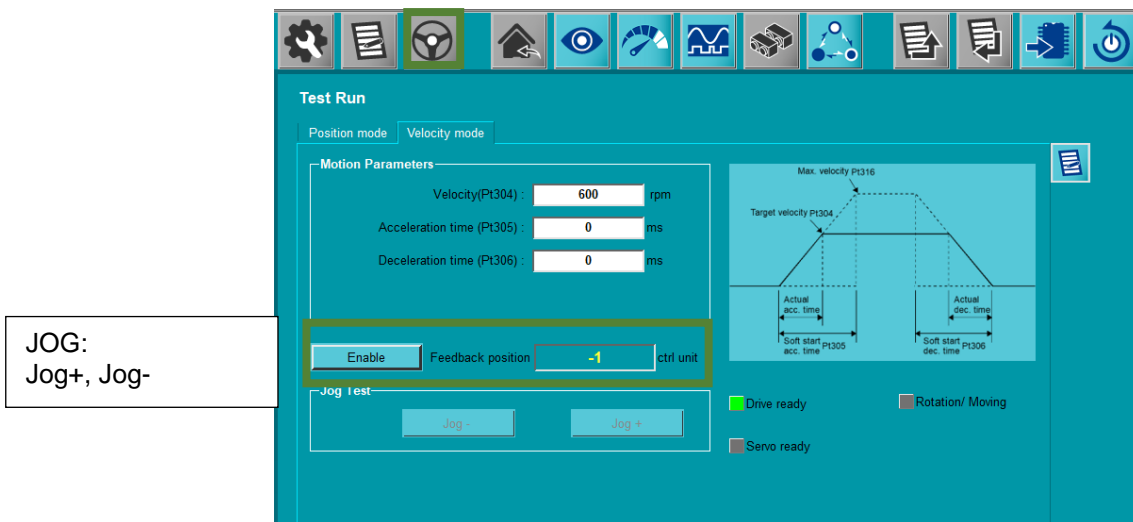 Test Run
Position mode
Velocity mode
Motion Parameters
Velocity(Pt304) :
600
rpm
Acceleration time (Pt305) :
0
ms
Deceleration time (Pt306) :
0
ms
Max. velocity Pt316
Target velocity Pt304
Actual
acc. time
Actual
dec. time
Soft start
acc. time
Pt305
Soft start
dec. time
Pt306
JOG:
Jog+, Jog-
Enable
Feedback position
-1
ctrl unit
Jog Test
Jog -
Jog +
Drive ready
Rotation/ Moving
Servo ready